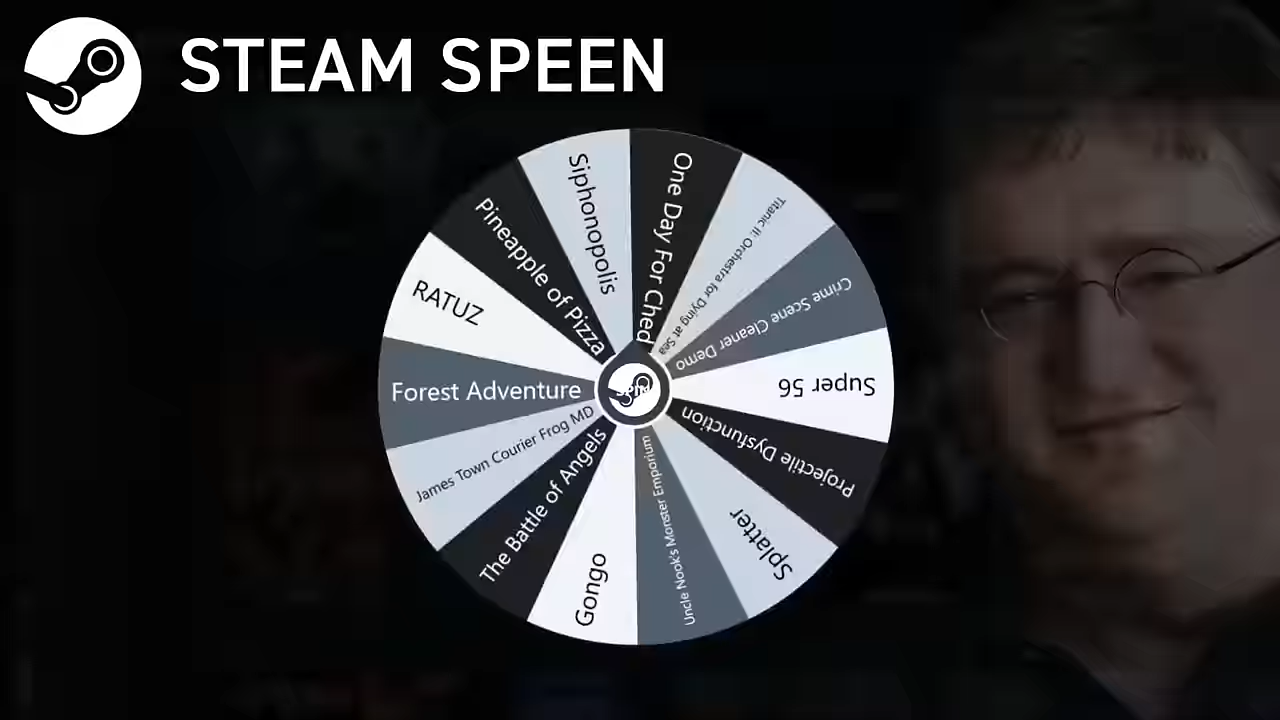 STEAM SPEEN
One Day For Ched
Titanic II: Orchestra for Dying at Sea
Crime Scene Cleaner Demo
Super 56
Projectile Dysfunction
Splatter
Uncle Nook's Monster Emporium
Gongo
The Battle of Angels
James Town Courier Frog MD
Forest Adventure
RATUZ
Pineapple of Pizza
Siphonopolis
SPIN